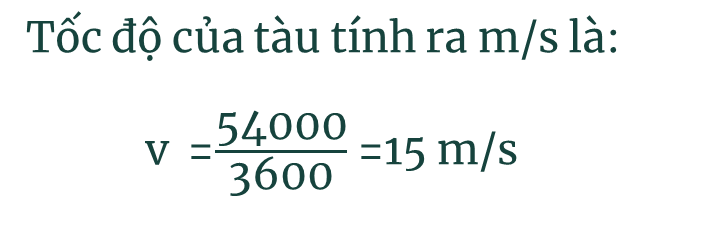 Tốc độ của tàu tính ra m/s là:
v = 54000/3600 = 15 m/s